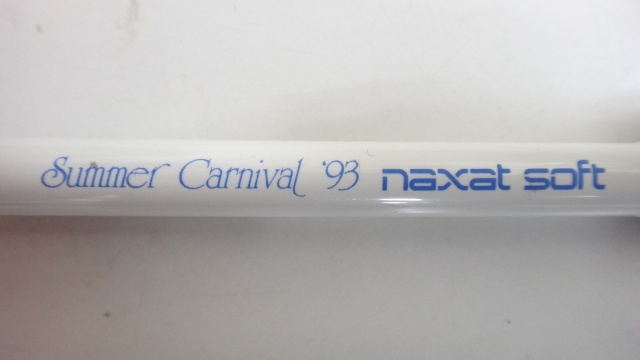 Summer Carnival '93 naxat soft